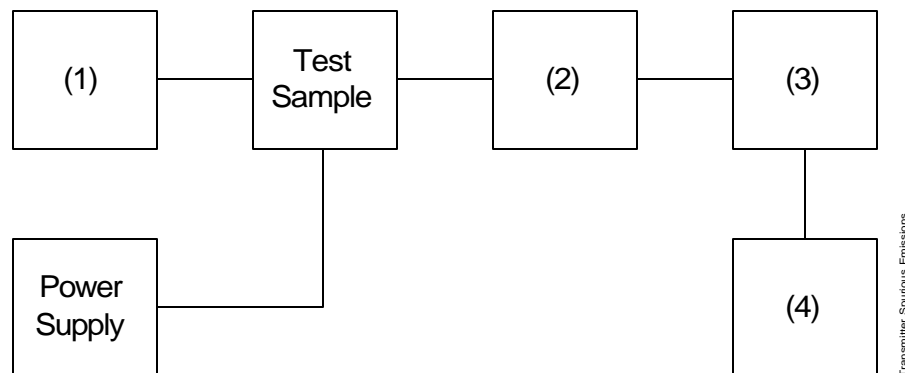 (1)
Test
Sample
(2)
(3)
Power
Supply
(4)
Transmitter Spurious Emissions